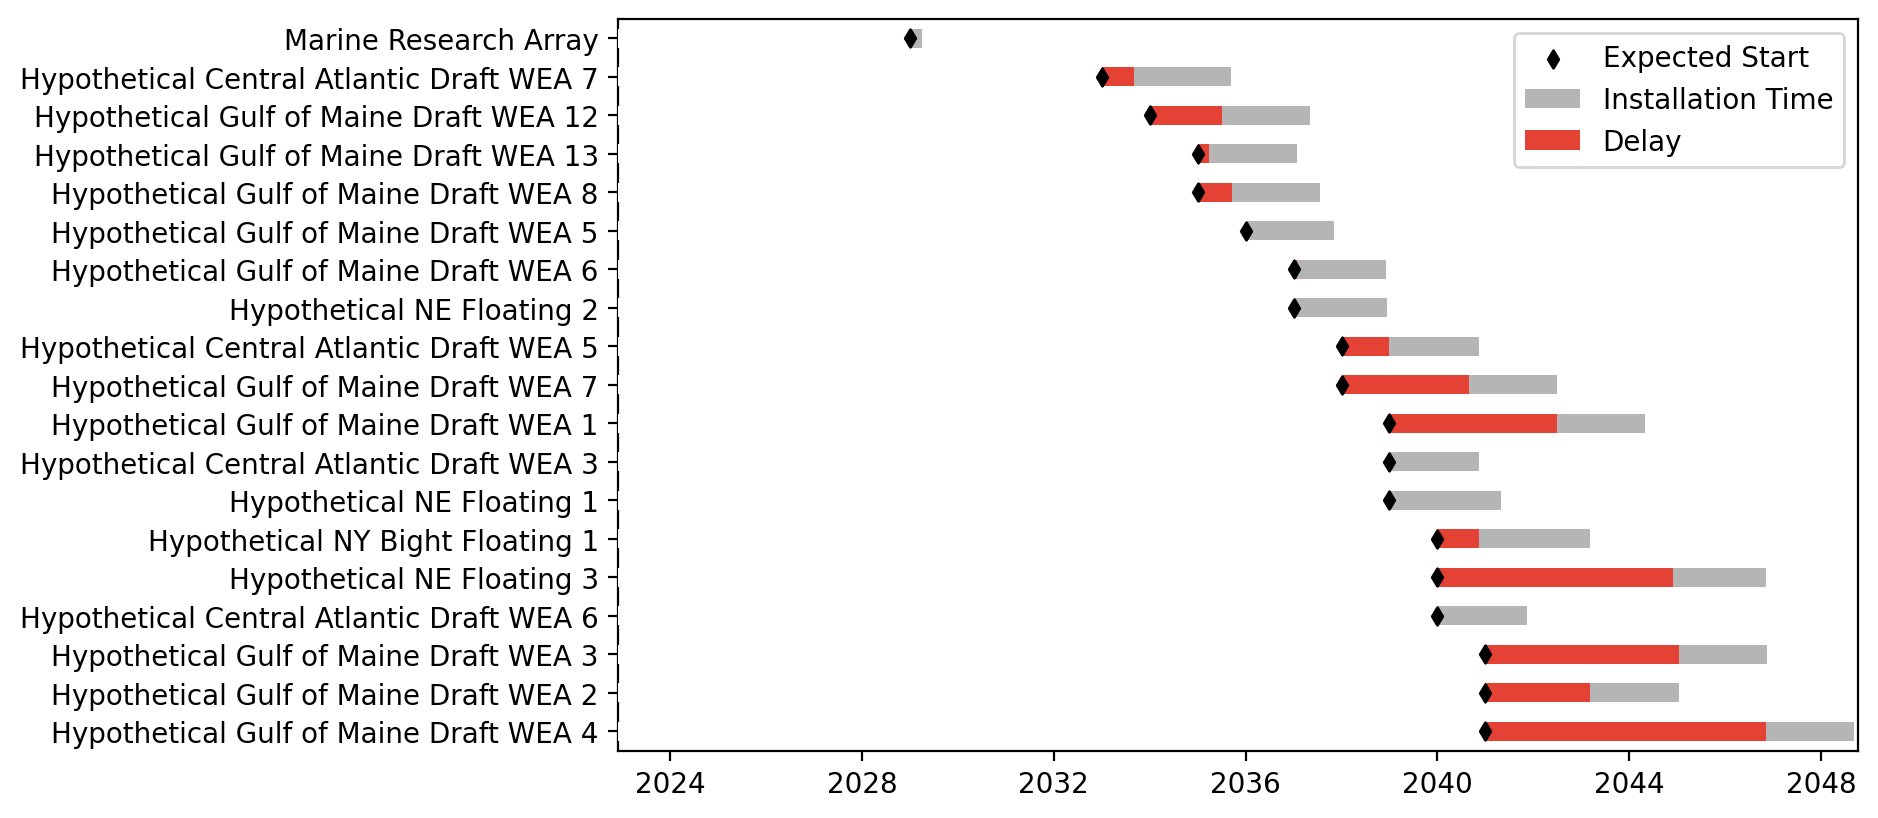 Marine Research Array
Hypothetical Central Atlantic Draft WEA 7
Hypothetical Gulf of Maine Draft WEA 12
Hypothetical Gulf of Maine Draft WEA 13
Hypothetical Gulf of Maine Draft WEA 8
Hypothetical Gulf of Maine Draft WEA 5
Hypothetical Gulf of Maine Draft WEA 6
Hypothetical NE Floating 2
Hypothetical Central Atlantic Draft WEA 5
Hypothetical Gulf of Maine Draft WEA 7
Hypothetical Gulf of Maine Draft WEA 1
Hypothetical Central Atlantic Draft WEA 3
Hypothetical NE Floating 1
Hypothetical NY Bight Floating 1
Hypothetical NE Floating 3
Hypothetical Central Atlantic Draft WEA 6
Hypothetical Gulf of Maine Draft WEA 3
Hypothetical Gulf of Maine Draft WEA 2
Hypothetical Gulf of Maine Draft WEA 4
Expected Start
Installation Time
Delay
2024 2028 2032 2036 2040 2044 2048